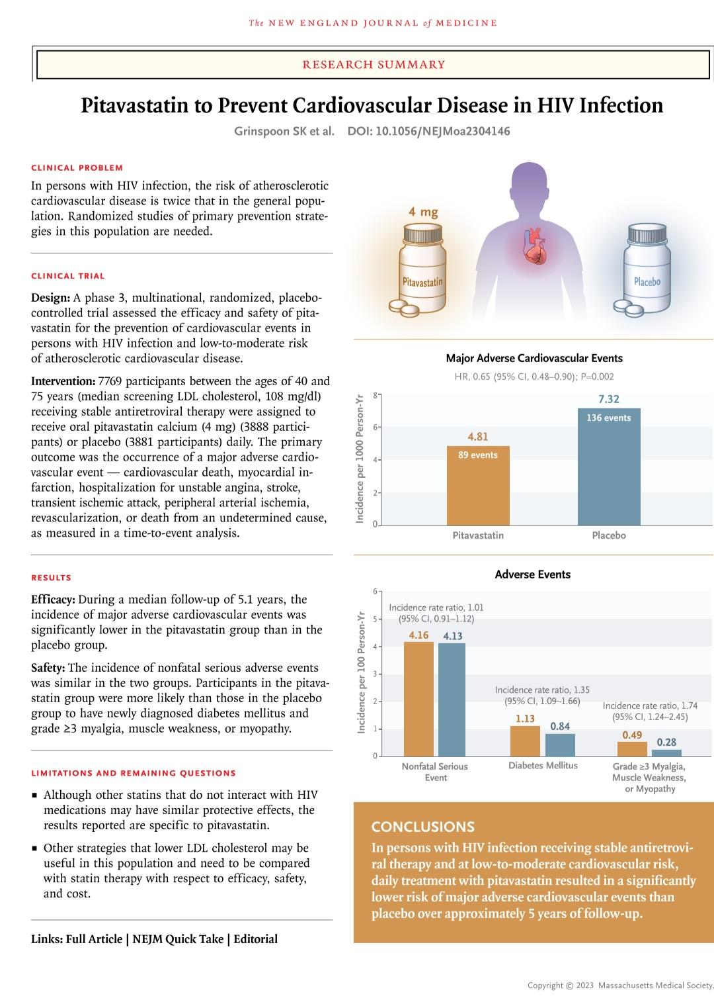 The NEW ENGLAND JOURNAL of MEDICINE
RESEARCH SUMMARY
Pitavastatin to Prevent Cardiovascular Disease in HIV Infection
Grinspoon SK et al. DOI: 10.1056/NEJMoa2304146
CLINICAL PROBLEM
In persons with HIV infection, the risk of atherosclerotic
cardiovascular disease is twice that in the general popu-
lation. Randomized studies of primary prevention strate-
gies in this population are needed.
CLINICAL TRIAL
Design: A phase 3, multinational, randomized, placebo-
controlled trial assessed the efficacy and safety of pita-
vastatin for the prevention of cardiovascular events in
persons with HIV infection and low-to-moderate risk
of atherosclerotic cardiovascular disease.
Intervention: 7769 participants between the ages of 40 and
75 years (median screening LDL cholesterol, 108 mg/dl)
receiving stable antiretroviral therapy were assigned to
receive oral pitavastatin calcium (4 mg) (3888 partici-
pants) or placebo (3881 participants) daily. The primary
outcome was the occurrence of a major adverse cardio-
vascular event — cardiovascular death, myocardial in-
farction, hospitalization for unstable angina, stroke,
transient ischemic attack, peripheral arterial ischemia,
revascularization, or death from an undetermined cause,
as measured in a time-to-event analysis.
RESULTS
Efficacy: During a median follow-up of 5.1 years, the
incidence of major adverse cardiovascular events was
significantly lower in the pitavastatin group than in the
placebo group.
Safety: The incidence of nonfatal serious adverse events
was similar in the two groups. Participants in the pitava-
statin group were more likely than those in the placebo
group to have newly diagnosed diabetes mellitus and
grade ≥3 myalgia, muscle weakness, or myopathy.
LIMITATIONS AND REMAINING QUESTIONS
▪ Although other statins that do not interact with HIV
medications may have similar protective effects, the
results reported are specific to pitavastatin.
▪ Other strategies that lower LDL cholesterol may be
useful in this population and need to be compared
with statin therapy with respect to efficacy, safety,
and cost.
Links: Full Article | NEJM Quick Take | Editorial
4 mg
Pitavastatin
Placebo
Major Adverse Cardiovascular Events
HR, 0.65 (95% CI, 0.48–0.90); P=0.002
Incidence per 1000 Person-Yr
8
6
4
2
0
4.81
89 events
7.32
136 events
Pitavastatin
Placebo
Adverse Events
Incidence per 100 Person-Yr
6
5
4
3
2
1
0
Incidence rate ratio, 1.01
(95% CI, 0.91–1.12)
4.16
4.13
Incidence rate ratio, 1.35
(95% CI, 1.09–1.66)
1.13
0.84
Incidence rate ratio, 1.74
(95% CI, 1.24–2.45)
0.49
0.28
Nonfatal Serious
Event
Diabetes Mellitus
Grade ≥3 Myalgia,
Muscle Weakness,
or Myopathy
CONCLUSIONS
In persons with HIV infection receiving stable antiretrovi-
ral therapy and at low-to-moderate cardiovascular risk,
daily treatment with pitavastatin resulted in a significantly
lower risk of major adverse cardiovascular events than
placebo over approximately 5 years of follow-up.
Copyright © 2023 Massachusetts Medical Society.